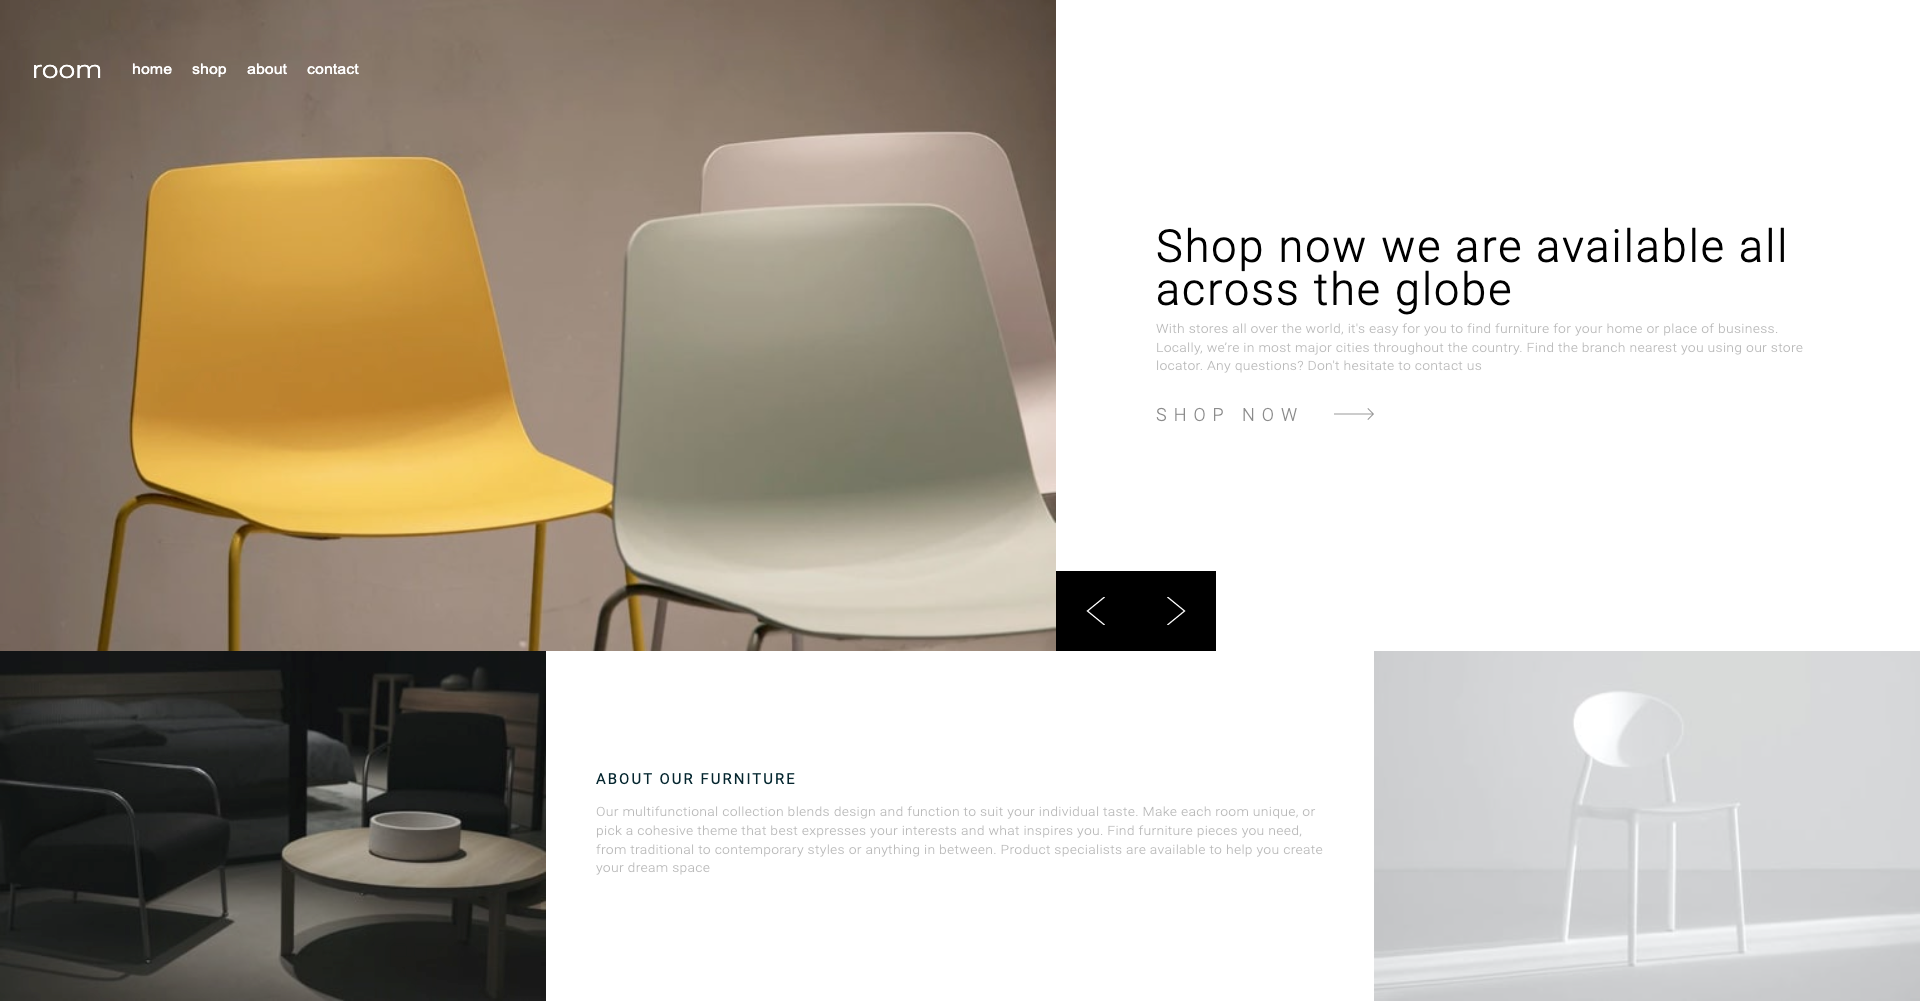 room home shop about contact
Shop now we are available all
across the globe
With stores all over the world, it's easy for you to find furniture for your home or place of business.
Locally, we're in most major cities throughout the country. Find the branch nearest you using our store
locator. Any questions? Don't hesitate to contact us
SHOP NOW
ABOUT OUR FURNITURE
Our multifunctional collection blends design and function to suit your individual taste. Make each room unique, or
pick a cohesive theme that best expresses your interests and what inspires you. Find furniture pieces you need,
from traditional to contemporary styles or anything in between. Product specialists are available to help you create
your dream space